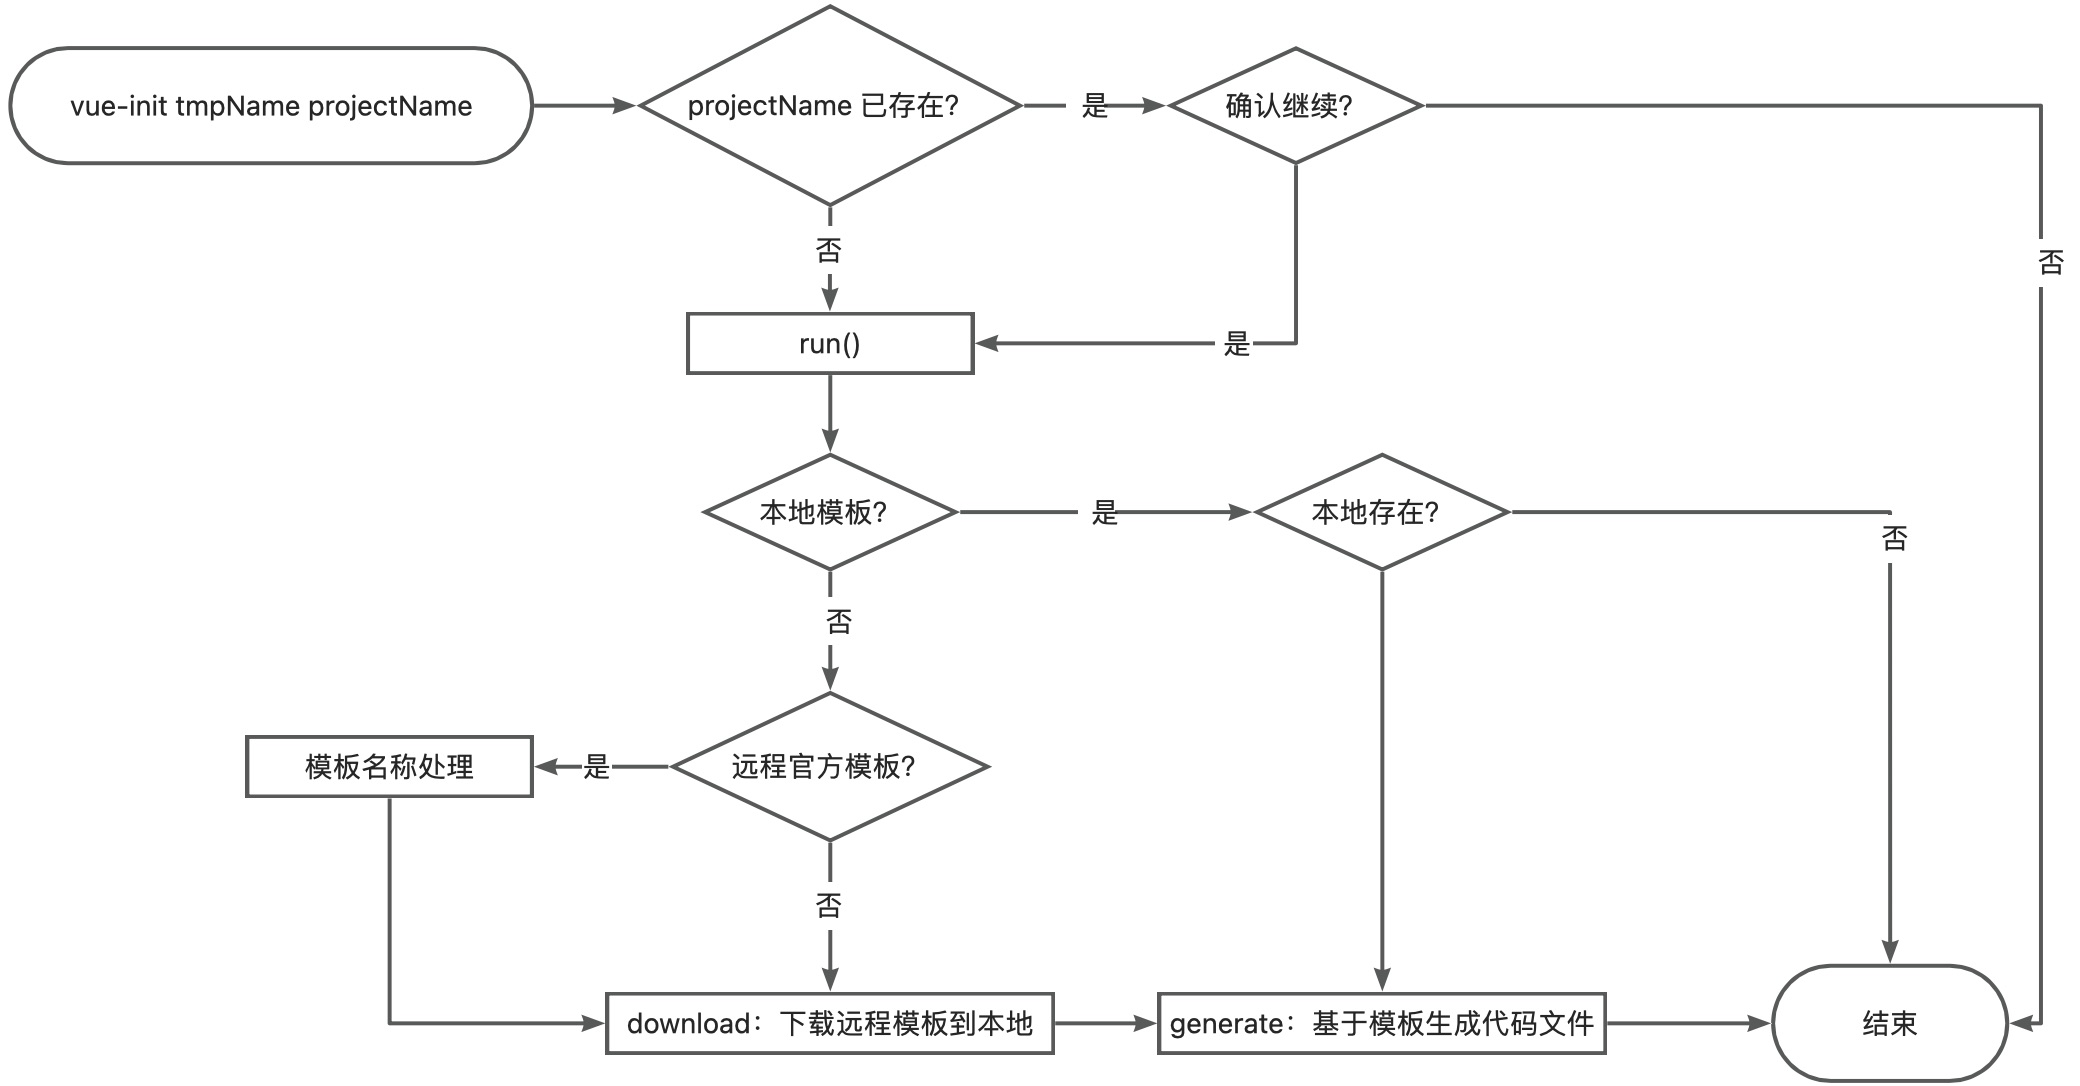 vue-init tmpName projectName
projectName 已存在?
是
确认继续?
否
否
run()
是
本地模板?
是
本地存在?
否
否
模板名称处理
是
远程官方模板?
否
download：下载远程模板到本地
generate：基于模板生成代码文件
结束